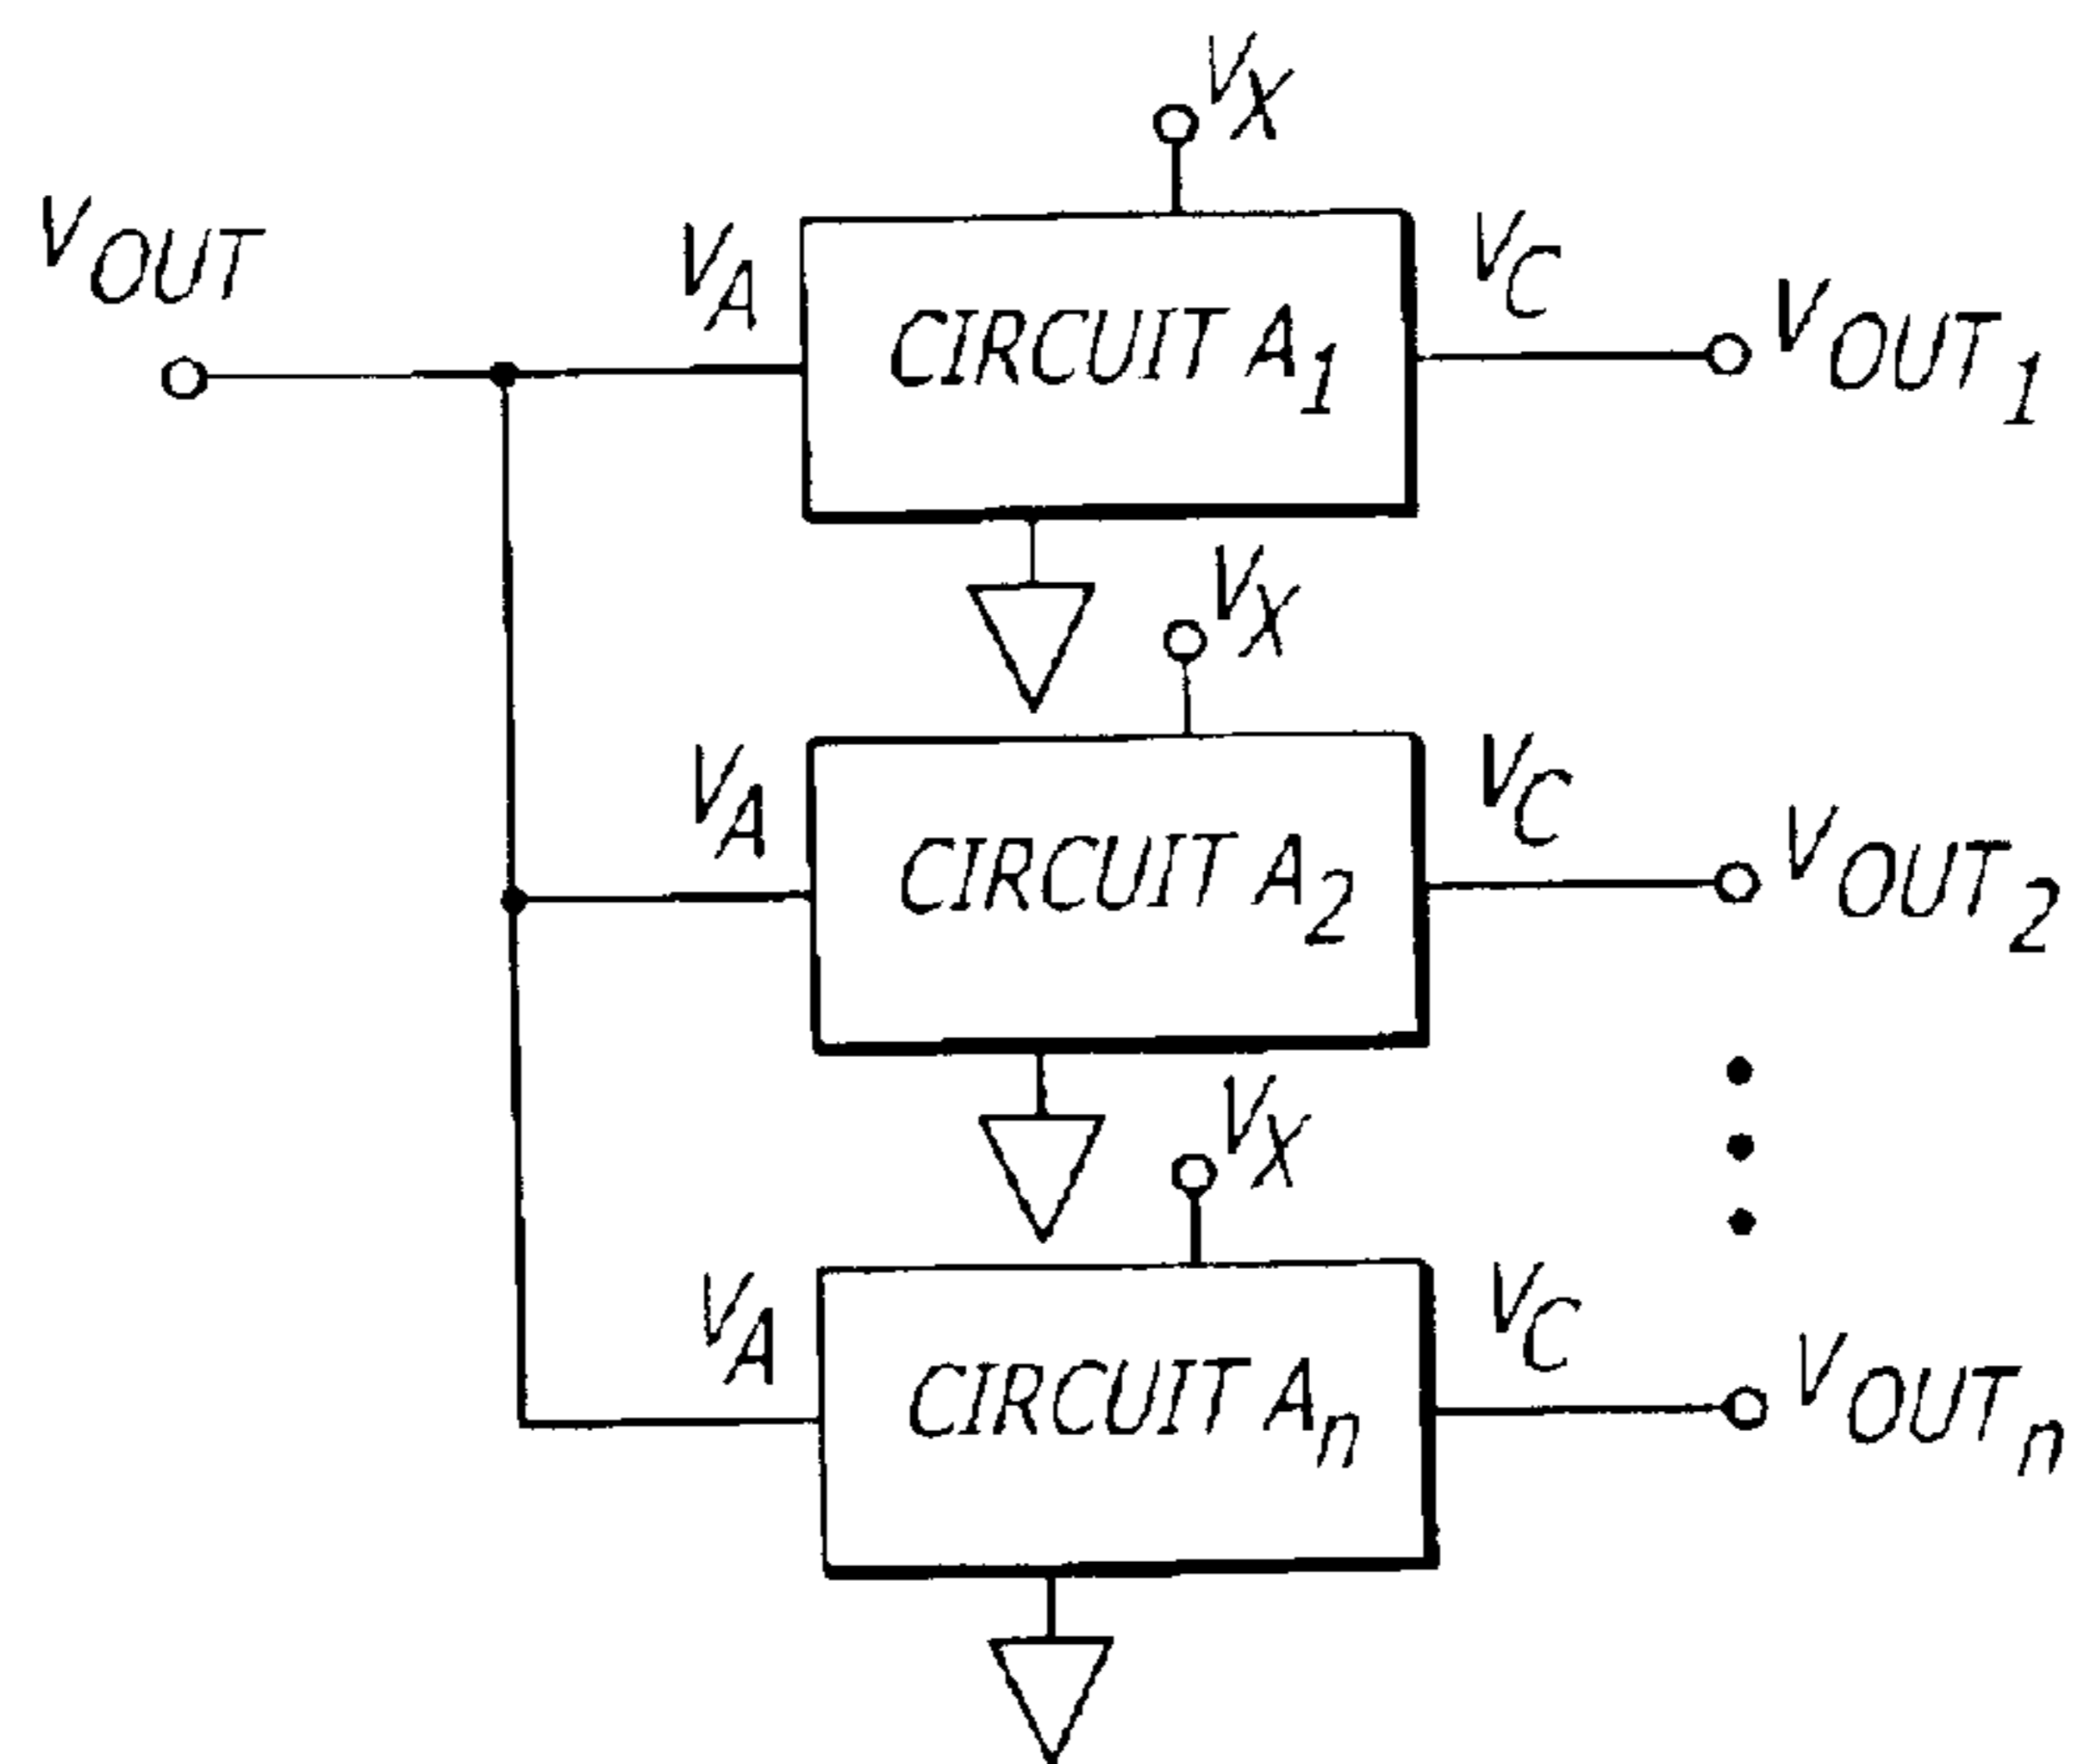 V_X
V_OUT
V_A
CIRCUIT A_1
V_C
V_OUT_1
V_X
V_A
CIRCUIT A_2
V_C
V_OUT_2
V_X
V_A
CIRCUIT A_n
V_C
V_OUT_n